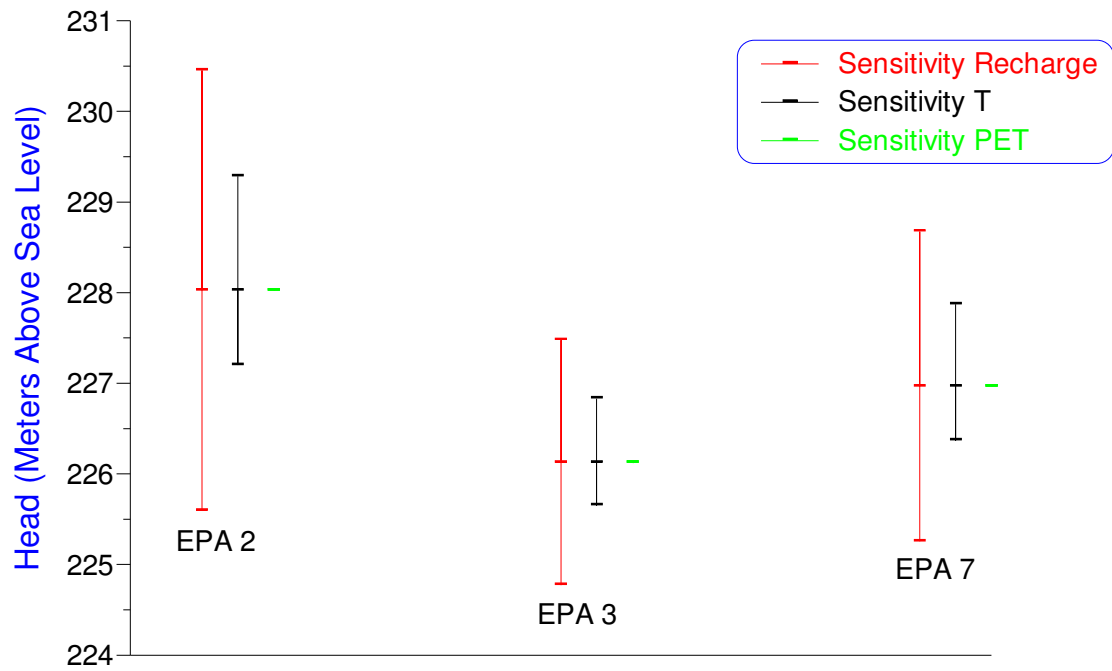 Head (Meters Above Sea Level)
231
230
229
228
227
226
225
224
Sensitivity Recharge
Sensitivity T
Sensitivity PET
EPA 2
EPA 3
EPA 7